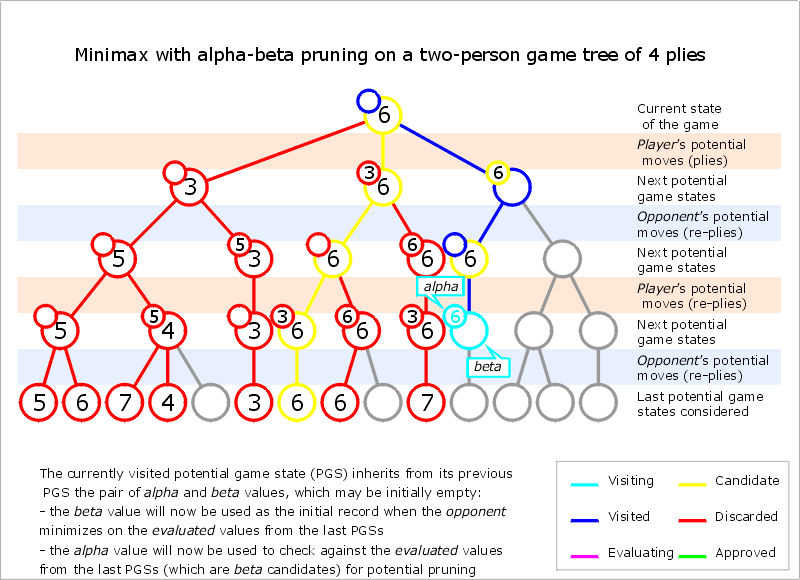 Minimax with alpha-beta pruning on a two-person game tree of 4 plies
6
Current state
of the game
Player's potential
moves (plies)
3
3
6
6
Next potential
game states
Opponent's potential
moves (re-plies)
5
5
3
6
6
6
6
Next potential
game states
alpha
Player's potential
moves (re-plies)
5
5
4
3
3
6
6
6
3
6
6
Next potential
game states
beta
Opponent's potential
moves (re-plies)
5
6
7
4
3
6
6
7
Last potential game
states considered
The currently visited potential game state (PGS) inherits from its previous
PGS the pair of alpha and beta values, which may be initially empty:
- the beta value will now be used as the initial record when the opponent
minimizes on the evaluated values from the last PGSs
- the alpha value will now be used to check against the evaluated values
from the last PGSs (which are beta candidates) for potential pruning
Visiting
Candidate
Visited
Discarded
Evaluating
Approved